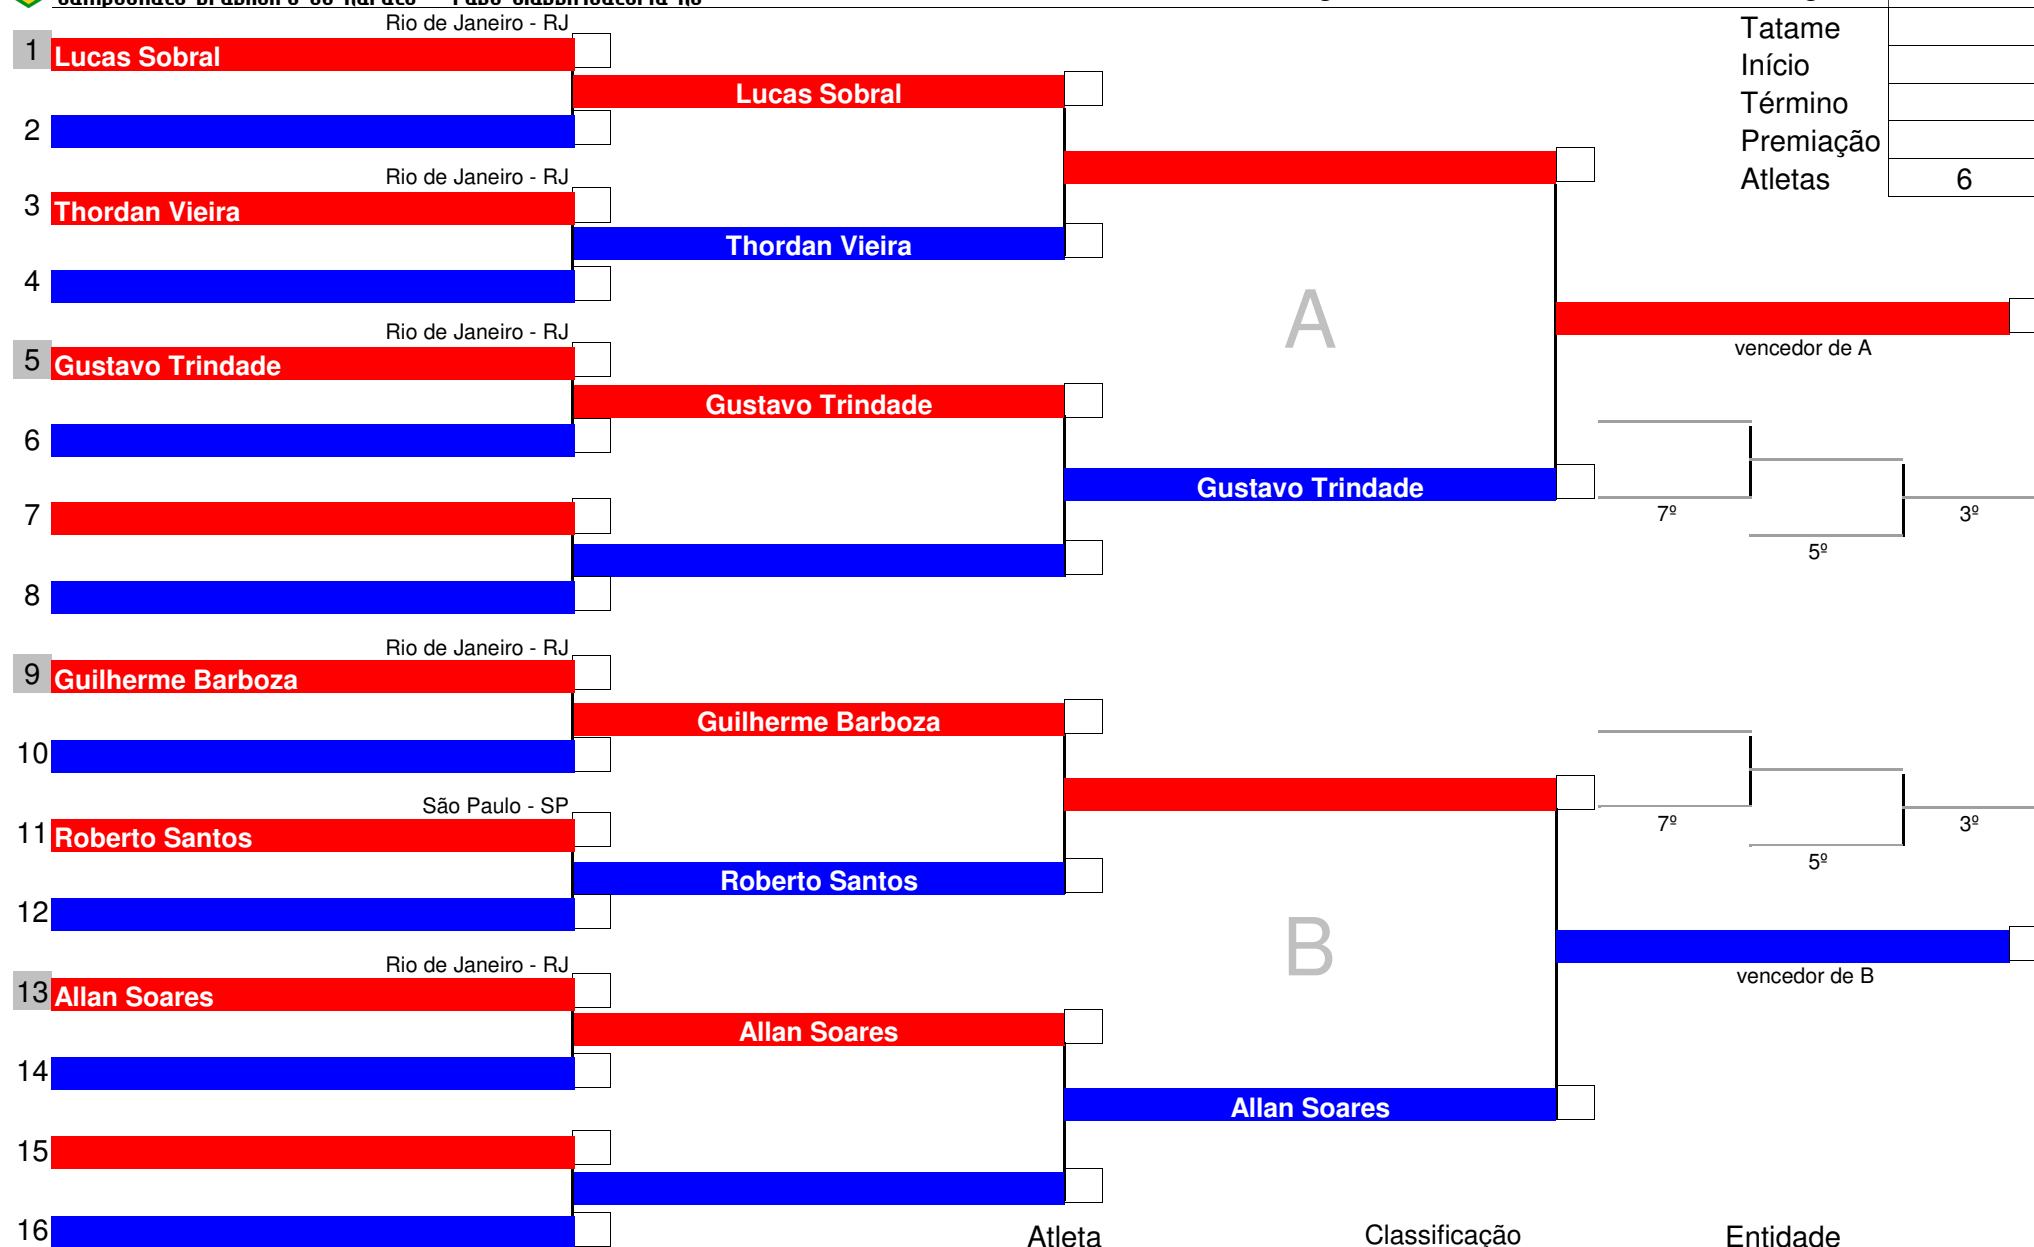 Rio de Janeiro - RJ
1 Lucas Sobral
Lucas Sobral
2
Rio de Janeiro - RJ
3 Thordan Vieira
Thordan Vieira
4
Rio de Janeiro - RJ
5 Gustavo Trindade
Gustavo Trindade
6
Gustavo Trindade
7
8
Rio de Janeiro - RJ
9 Guilherme Barboza
Guilherme Barboza
10
São Paulo - SP
11 Roberto Santos
Roberto Santos
12
Rio de Janeiro - RJ
13 Allan Soares
Allan Soares
14
Allan Soares
15
16
A
B
Tatame
Início
Término
Premiação
Atletas 6
vencedor de A
7º
3º
5º
7º
3º
5º
vencedor de B
Atleta Classificação Entidade